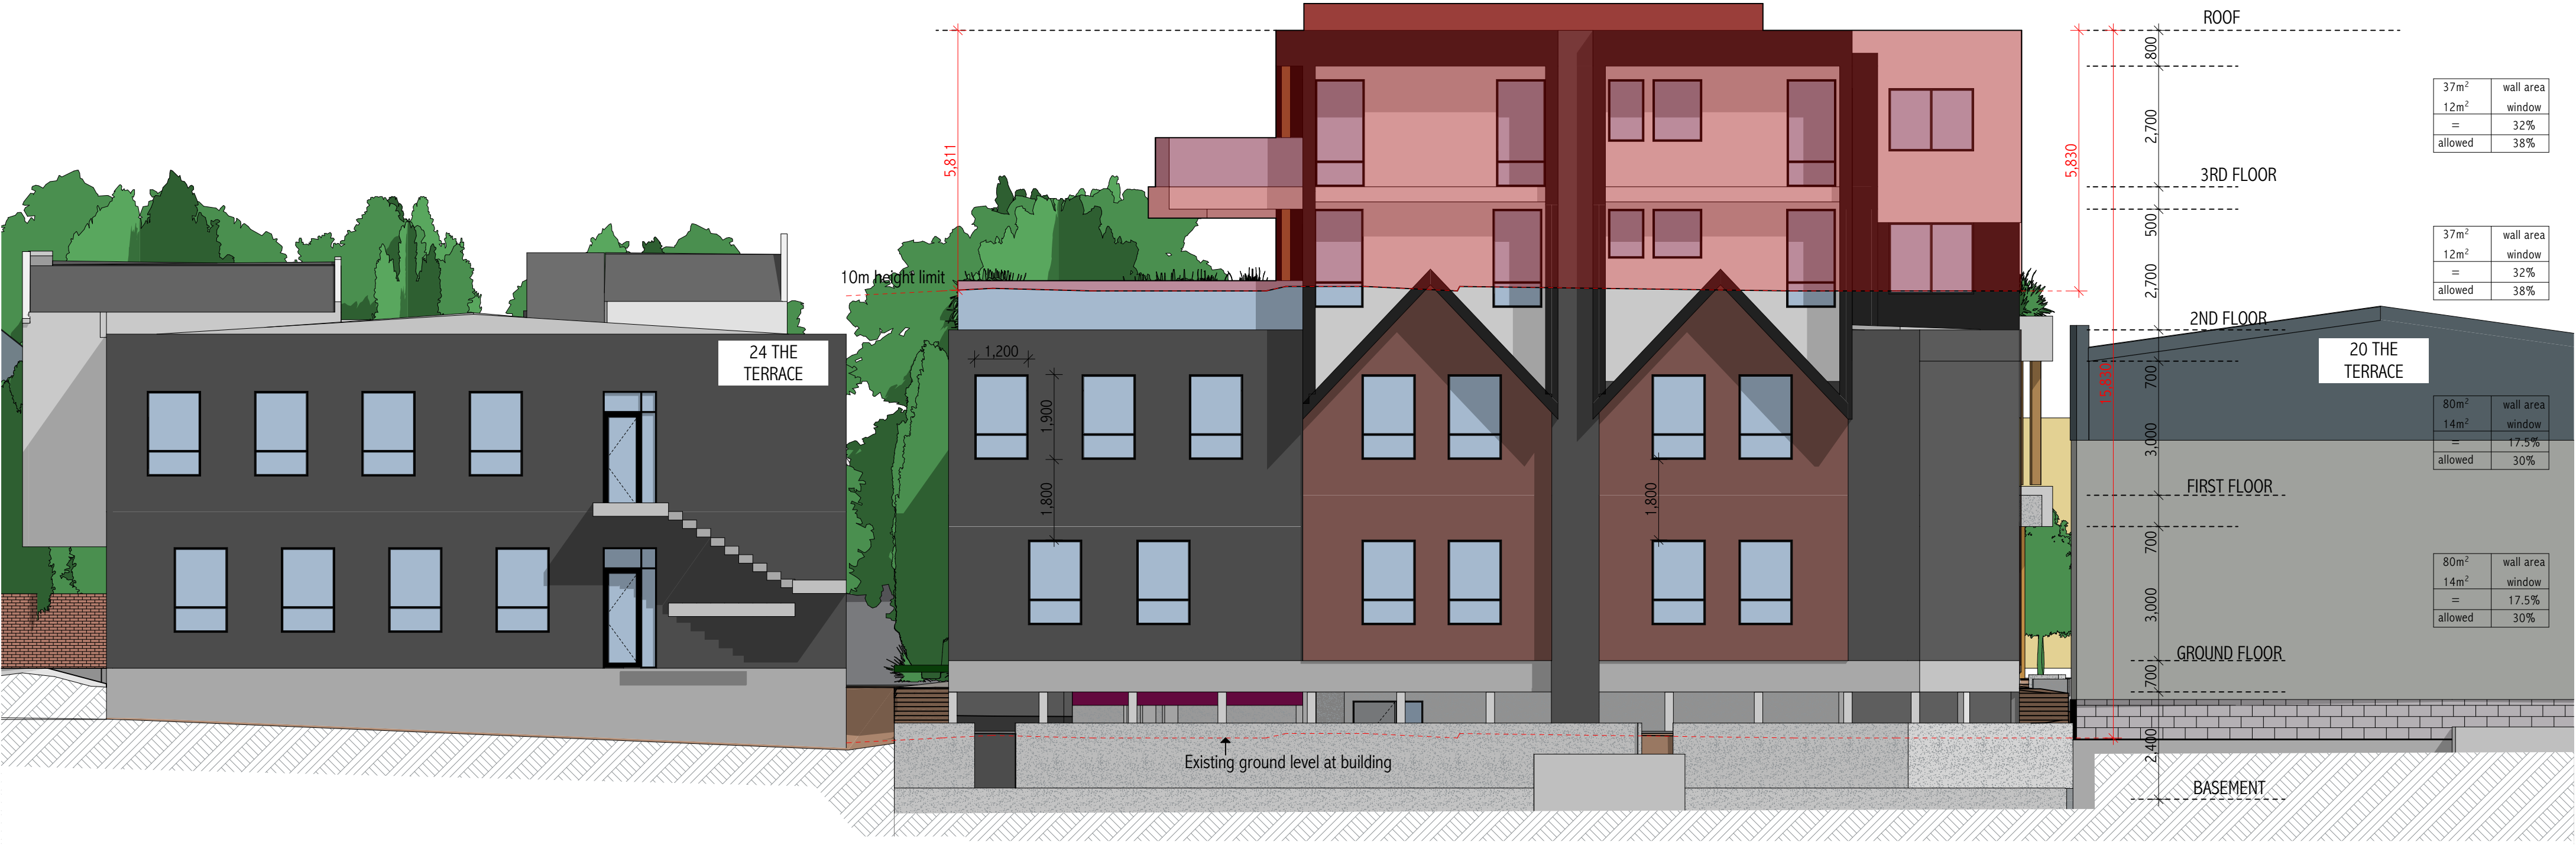 ROOF
800
37m² wall area
12m² window
= 32%
allowed 38%
2,700
5,811
5,830
3RD FLOOR
500
37m² wall area
12m² window
= 32%
allowed 38%
2,700
10m height limit
2ND FLOOR
24 THE
TERRACE
20 THE
TERRACE
1,200
700
15,830
1,900
80m² wall area
14m² window
= 17.5%
allowed 30%
3,000
FIRST FLOOR
1,800
1,800
700
80m² wall area
14m² window
= 17.5%
allowed 30%
3,000
GROUND FLOOR
700
2,400
Existing ground level at building
BASEMENT